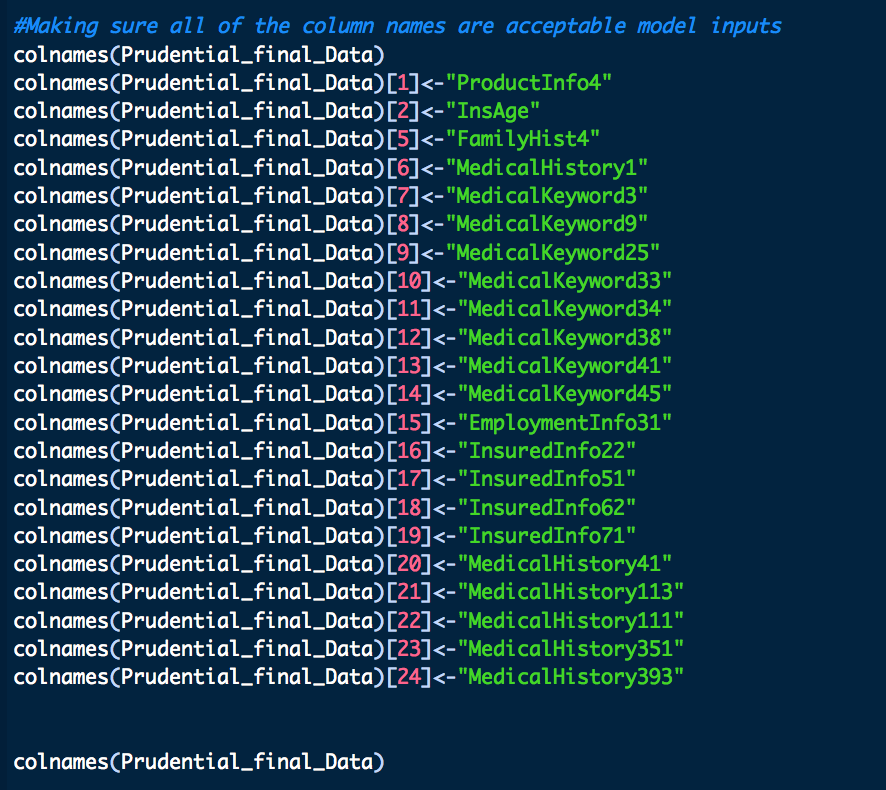 #Making sure all of the column names are acceptable model inputs
colnames(Prudential_final_Data)
colnames(Prudential_final_Data)[1]<-"ProductInfo4"
colnames(Prudential_final_Data)[2]<-"InsAge"
colnames(Prudential_final_Data)[5]<-"FamilyHist4"
colnames(Prudential_final_Data)[6]<-"MedicalHistory1"
colnames(Prudential_final_Data)[7]<-"MedicalKeyword3"
colnames(Prudential_final_Data)[8]<-"MedicalKeyword9"
colnames(Prudential_final_Data)[9]<-"MedicalKeyword25"
colnames(Prudential_final_Data)[10]<-"MedicalKeyword33"
colnames(Prudential_final_Data)[11]<-"MedicalKeyword34"
colnames(Prudential_final_Data)[12]<-"MedicalKeyword38"
colnames(Prudential_final_Data)[13]<-"MedicalKeyword41"
colnames(Prudential_final_Data)[14]<-"MedicalKeyword45"
colnames(Prudential_final_Data)[15]<-"EmploymentInfo31"
colnames(Prudential_final_Data)[16]<-"InsuredInfo22"
colnames(Prudential_final_Data)[17]<-"InsuredInfo51"
colnames(Prudential_final_Data)[18]<-"InsuredInfo62"
colnames(Prudential_final_Data)[19]<-"InsuredInfo71"
colnames(Prudential_final_Data)[20]<-"MedicalHistory41"
colnames(Prudential_final_Data)[21]<-"MedicalHistory113"
colnames(Prudential_final_Data)[22]<-"MedicalHistory111"
colnames(Prudential_final_Data)[23]<-"MedicalHistory351"
colnames(Prudential_final_Data)[24]<-"MedicalHistory393"
colnames(Prudential_final_Data)